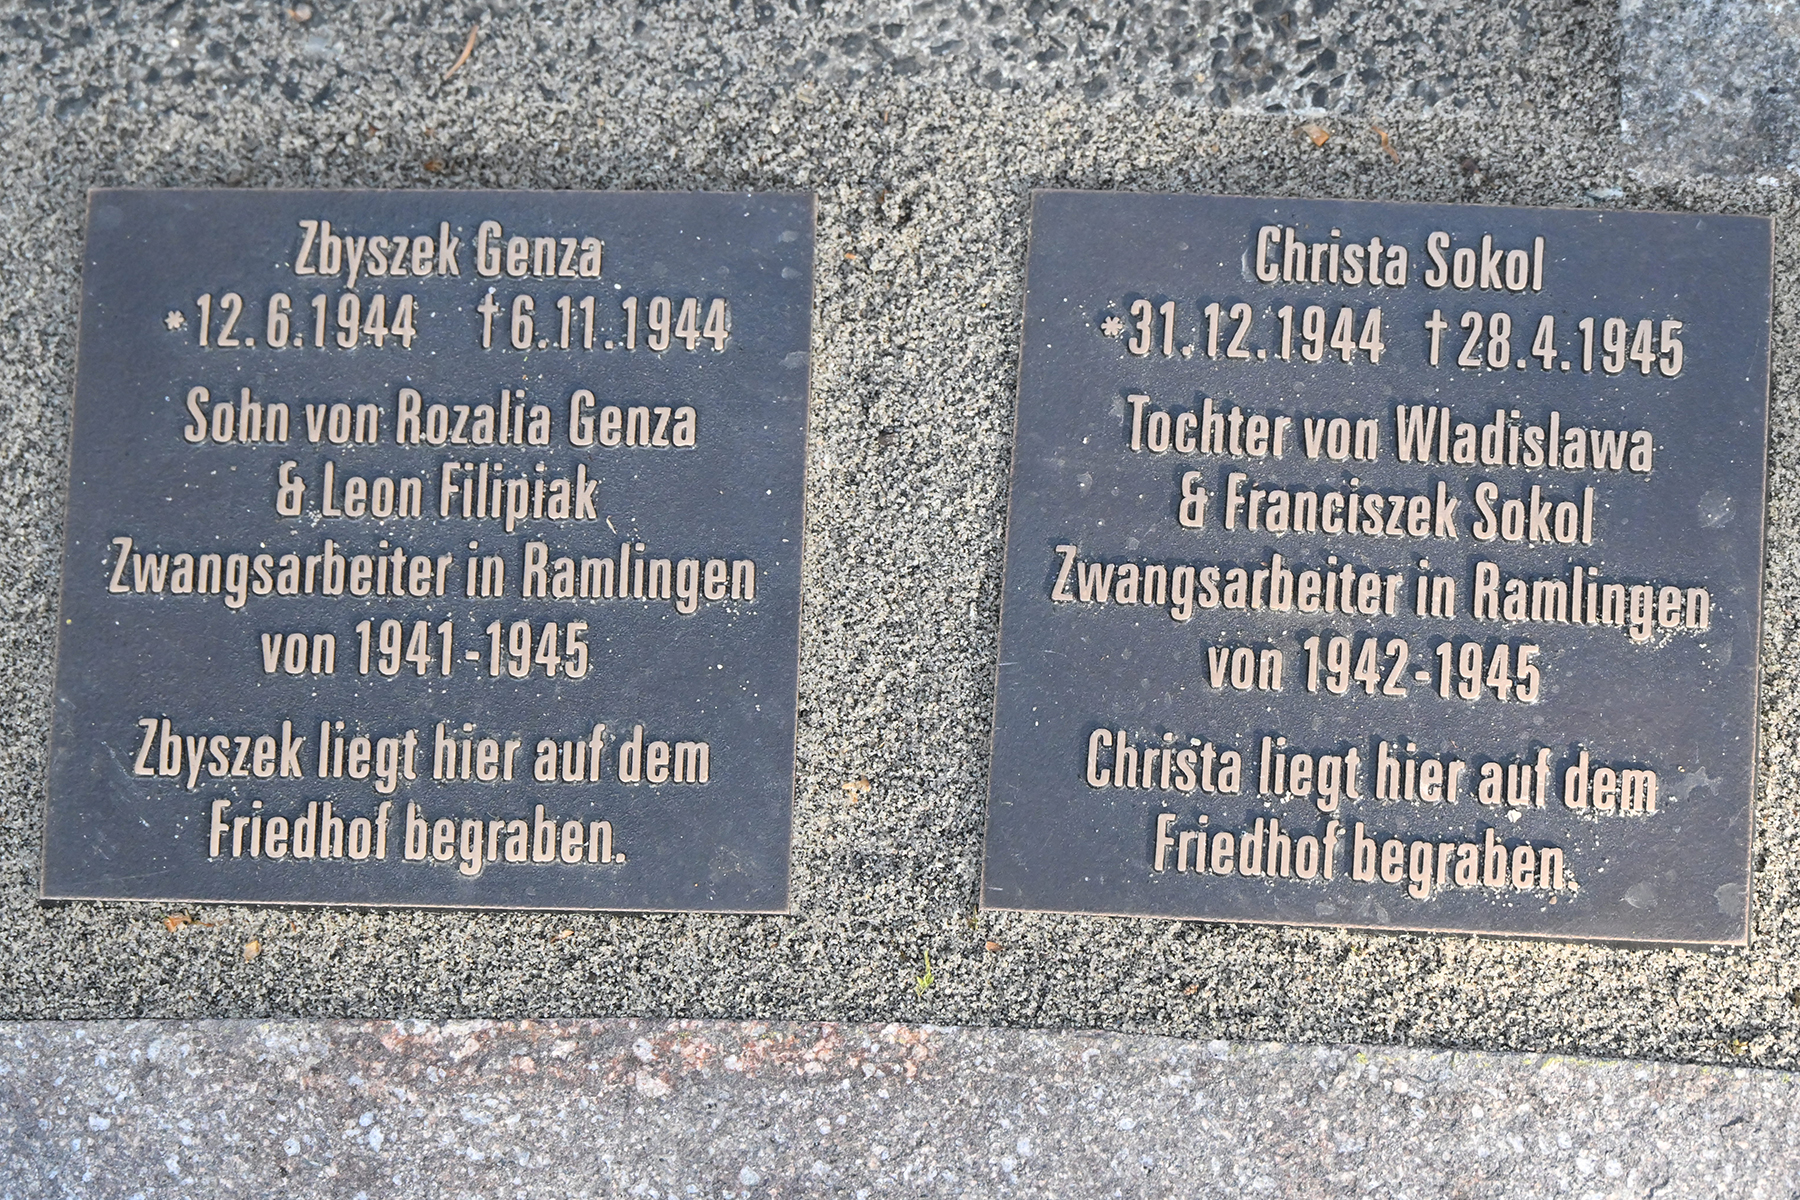 Zbyszek Genza
*12.6.1944 †6.11.1944
Sohn von Rozalia Genza
& Leon Filipiak
Zwangsarbeiter in Ramlingen
von 1941-1945
Zbyszek liegt hier auf dem
Friedhof begraben.
Christa Sokol
*31.12.1944 †28.4.1945
Tochter von Wladislawa
& Franciszek Sokol
Zwangsarbeiter in Ramlingen
von 1942-1945
Christa liegt hier auf dem
Friedhof begraben.